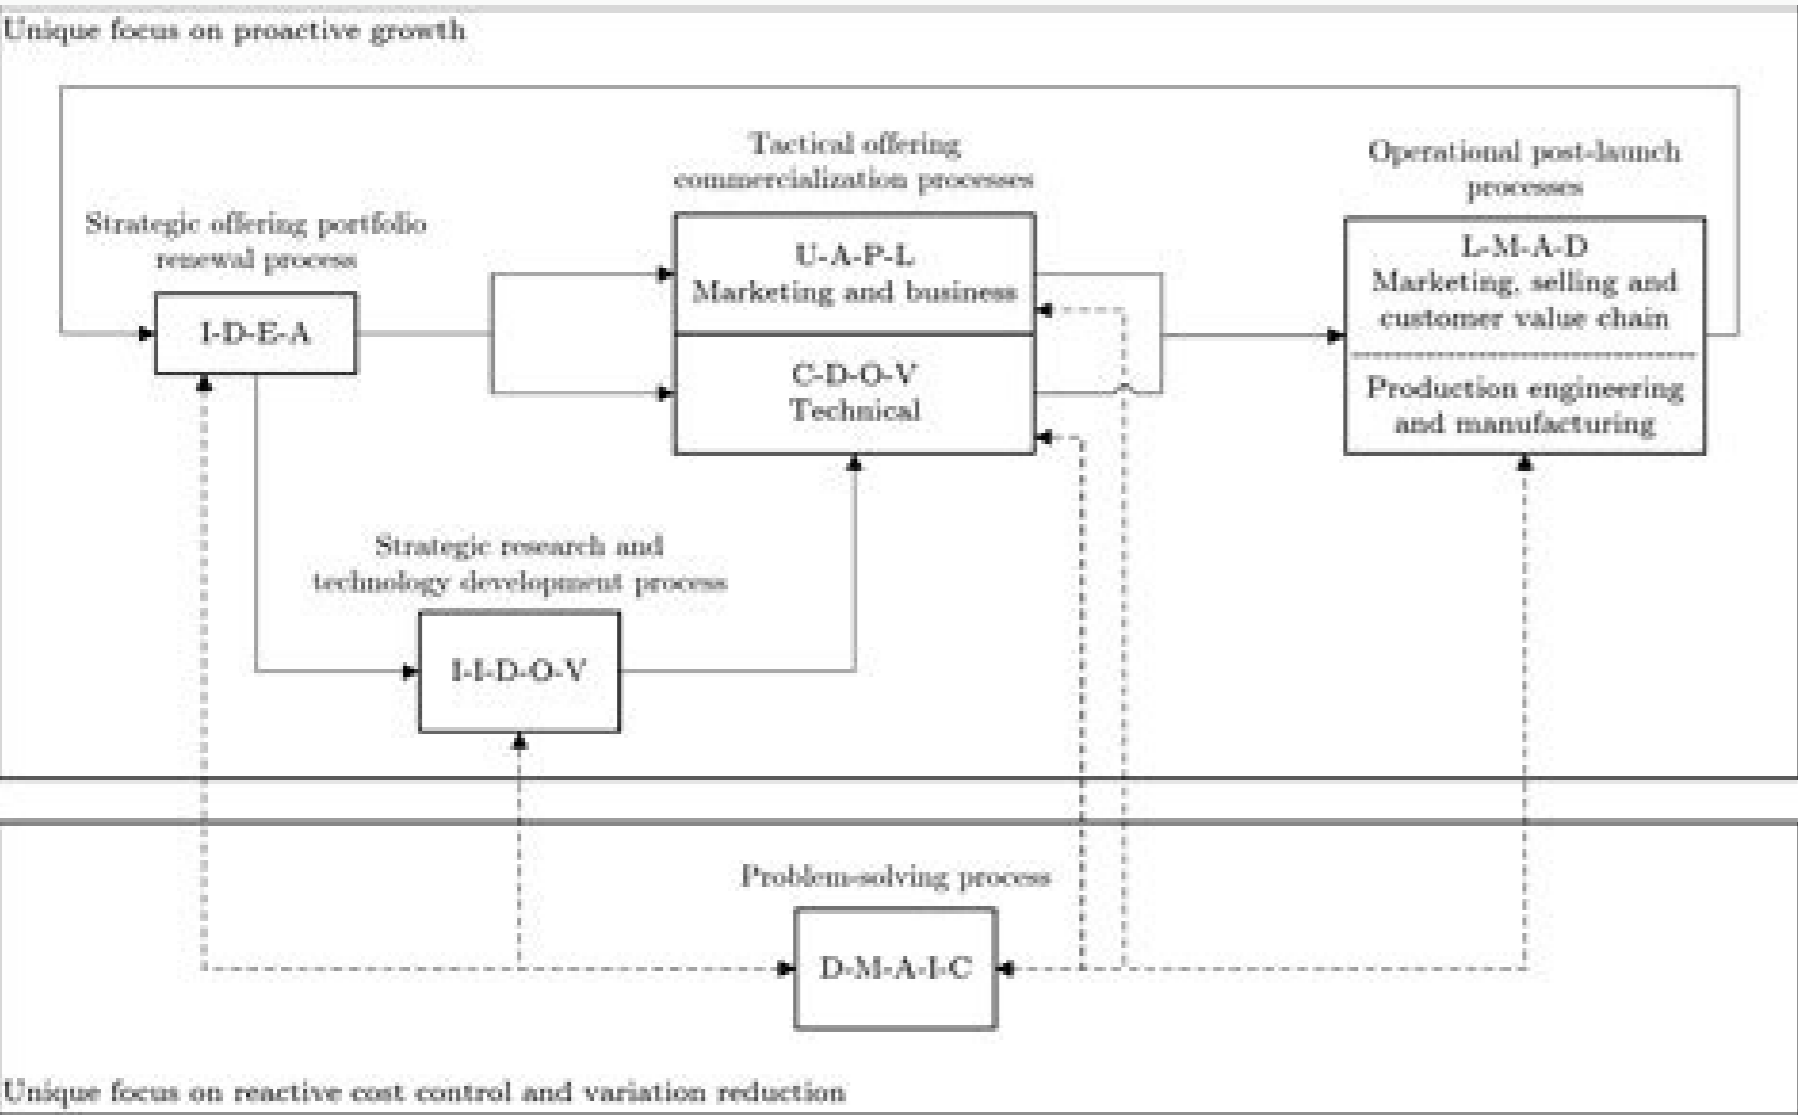 Unique focus on proactive growth
Tactical offering
commercialization processes
Operational post-launch
processes
Strategic offering portfolio
renewal process
I-D-E-A
U-A-P-L
Marketing and business
C-D-O-V
Technical
L-M-A-D
Marketing, selling and
customer value chain
Production engineering
and manufacturing
Strategic research and
technology development process
I-I-D-O-V
Problem-solving process
D-M-A-I-C
Unique focus on reactive cost control and variation reduction